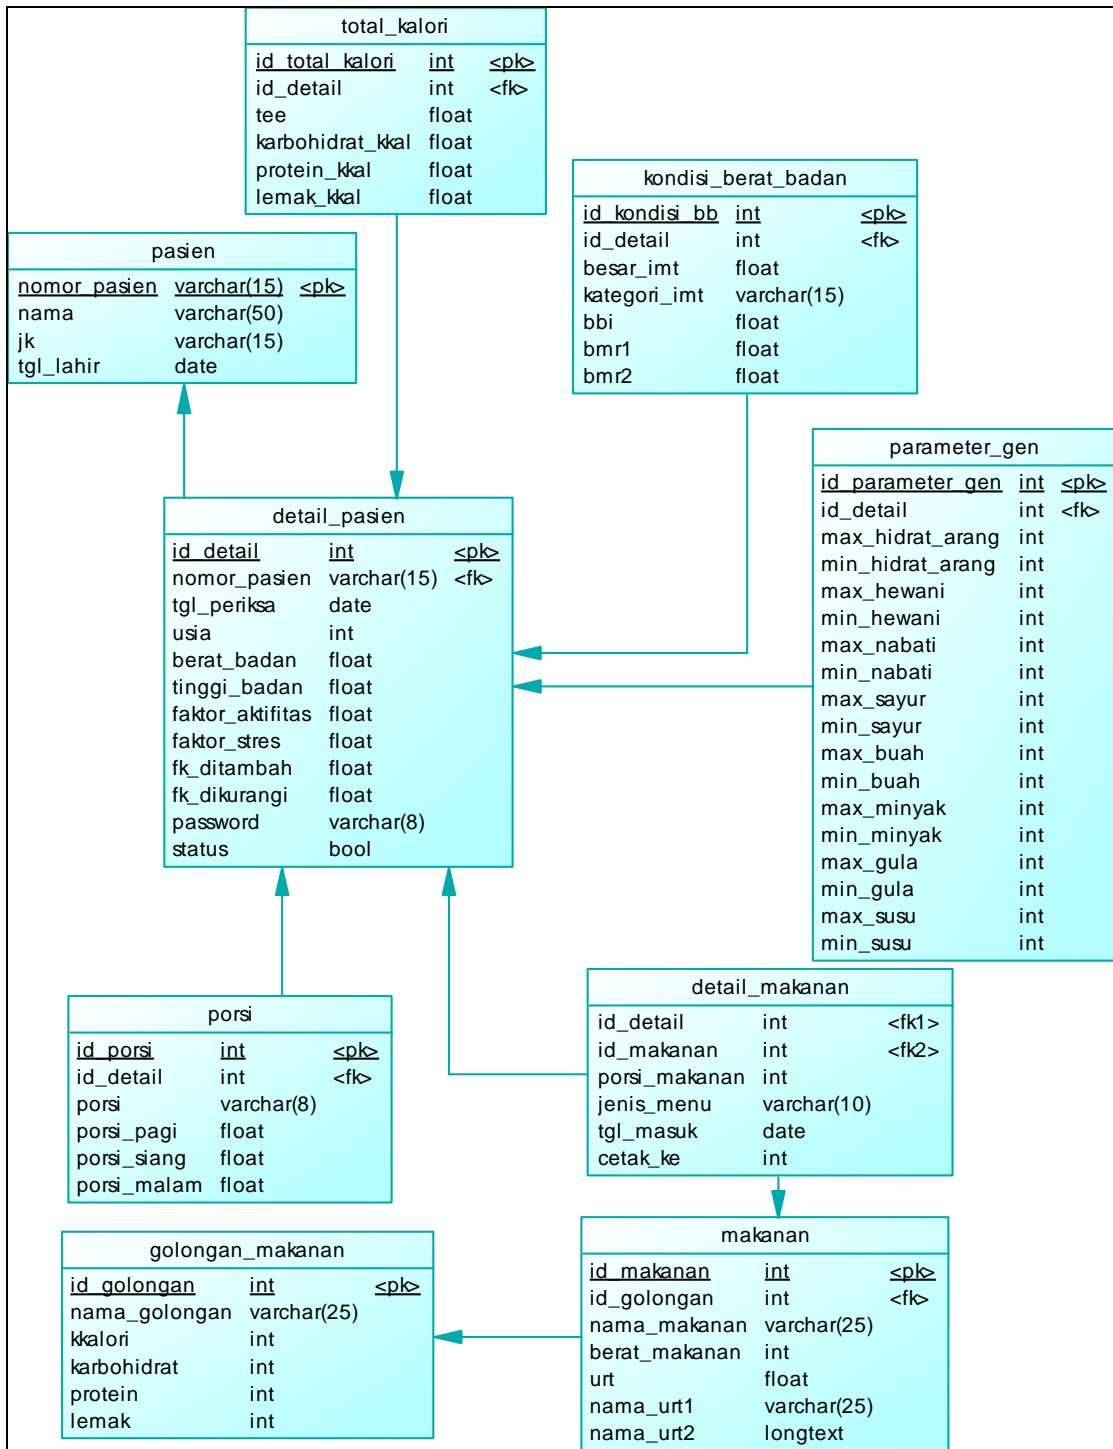 total_kalori
id_total_kalori int <pk>
id_detail int <fk>
tee float
karbohidrat_kkal float
protein_kkal float
lemak_kkal float
kondisi_berat_badan
id_kondisi_bb int <pk>
id_detail int <fk>
besar_imt float
kategori_imt varchar(15)
bbi float
bmr1 float
bmr2 float
pasien
nomor_pasien varchar(15) <pk>
nama varchar(50)
jk varchar(15)
tgl_lahir date
parameter_gen
id_parameter_gen int <pk>
id_detail int <fk>
max_hidrat_arang int
min_hidrat_arang int
max_hewani int
min_hewani int
max_nabati int
min_nabati int
max_sayur int
min_sayur int
max_buah int
min_buah int
max_minyak int
min_minyak int
max_gula int
min_gula int
max_susu int
min_susu int
detail_pasien
id_detail int <pk>
nomor_pasien varchar(15) <fk>
tgl_periksa date
usia int
berat_badan float
tinggi_badan float
faktor_aktifitas float
faktor_stres float
fk_ditambah float
fk_dikurangi float
password varchar(8)
status bool
detail_makanan
id_detail int <fk1>
id_makanan int <fk2>
porsi_makanan int
jenis_menu varchar(10)
tgl_masuk date
cetak_ke int
porsi
id_porsi int <pk>
id_detail int <fk>
porsi varchar(8)
porsi_pagi float
porsi_siang float
porsi_malam float
golongan_makanan
id_golongan int <pk>
nama_golongan varchar(25)
kkalori int
karbohidrat int
protein int
lemak int
makanan
id_makanan int <pk>
id_golongan int <fk>
nama_makanan varchar(25)
berat_makanan int
urt float
nama_urt1 varchar(25)
nama_urt2 longtext